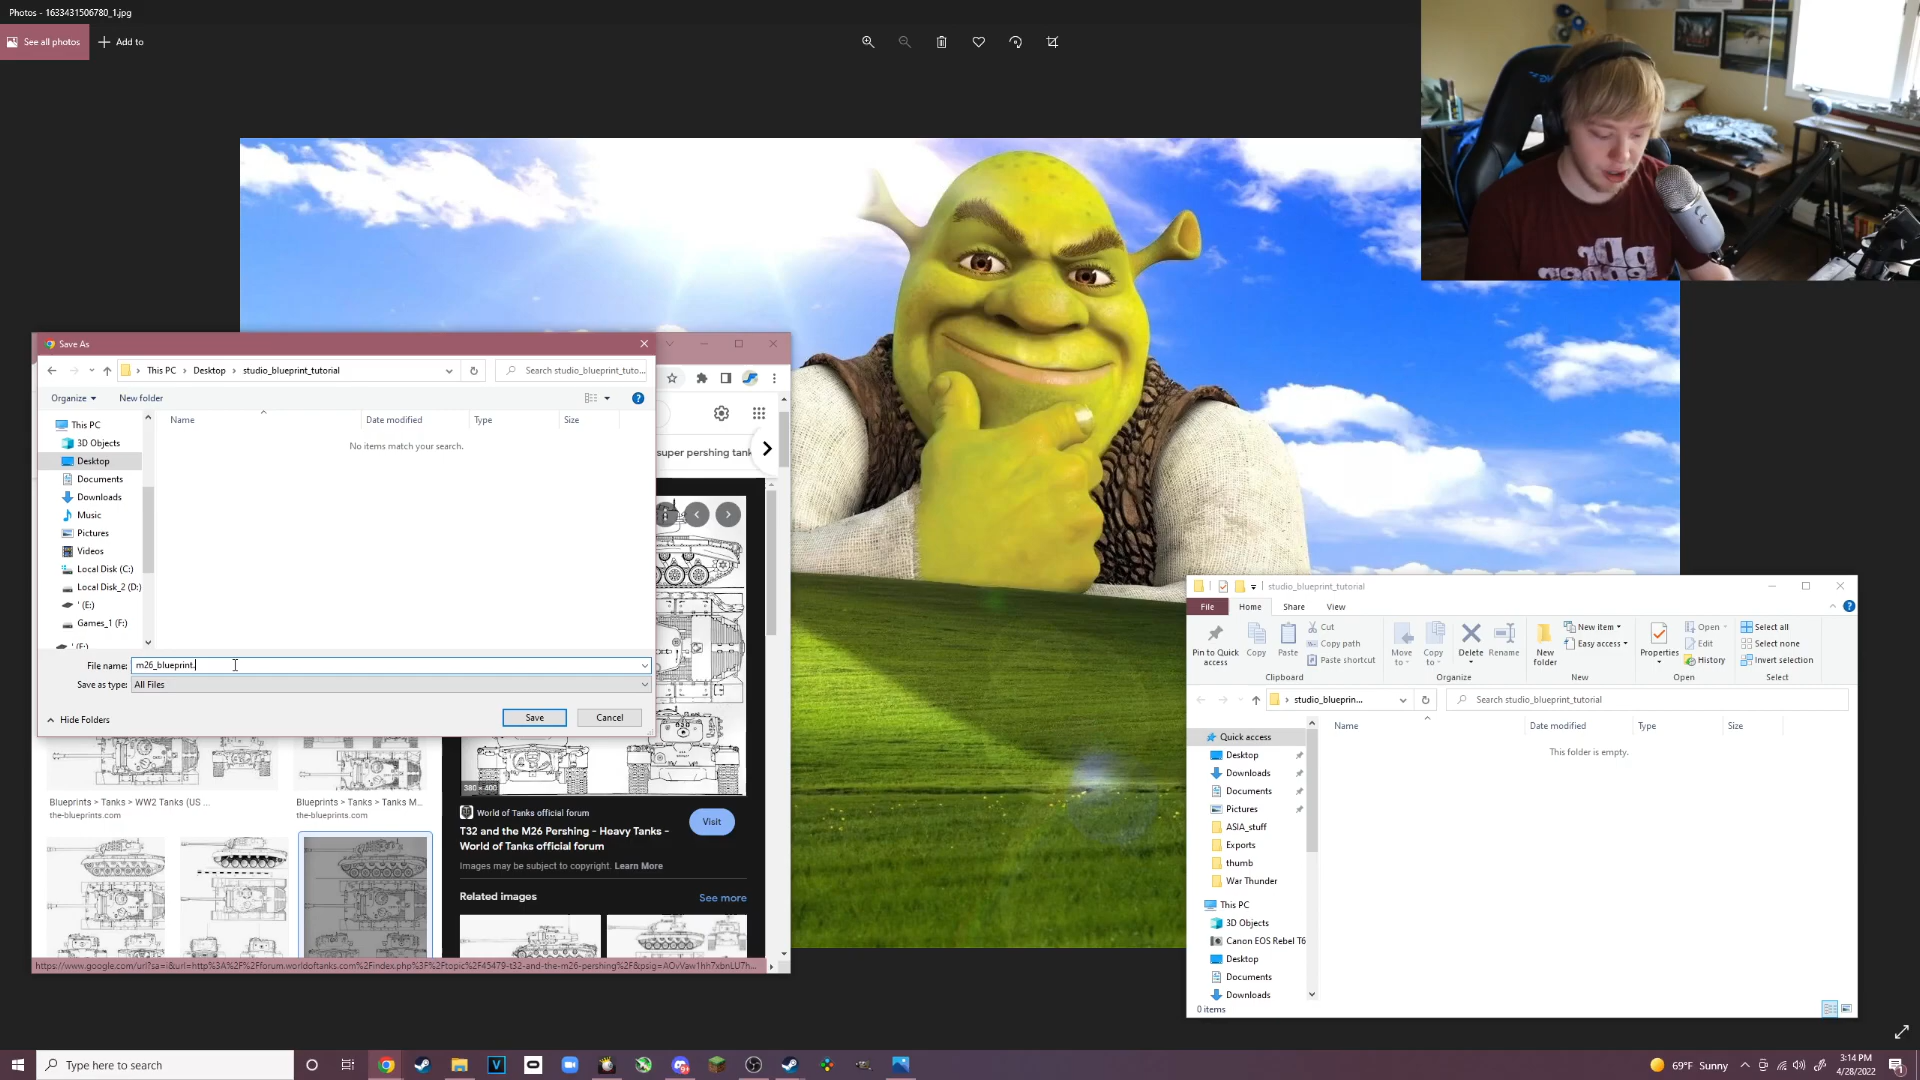 Photos - 1633431506780_1.jpg
See all photos
Add to
Save As
This PC
Desktop
studio_blueprint_tutorial
Search studio_blueprint_tuto...
Organize
New folder
Name
Date modified
Type
Size
No items match your search.
This PC
3D Objects
Desktop
Documents
Downloads
Music
Pictures
Videos
Local Disk (C:)
Local Disk_2 (D:)
' (E:)
Games_1 (F:)
File name:
m26_blueprint.
Save as type:
All Files
Hide Folders
Save
Cancel
super pershing tank
380 × 400
World of Tanks official forum
T32 and the M26 Pershing - Heavy Tanks -
World of Tanks official forum
Visit
Images may be subject to copyright. Learn More
Related images
See more
Blueprints > Tanks > WW2 Tanks (US ...
the-blueprints.com
Blueprints > Tanks > Tanks M...
the-blueprints.com
studio_blueprint_tutorial
File
Home
Share
View
Pin to Quick
access
Copy
Paste
Cut
Copy path
Paste shortcut
Clipboard
Move
to
Copy
to
Delete
Rename
Organize
New
folder
New item
Easy access
New
Properties
Open
Edit
History
Open
Select all
Select none
Invert selection
Select
studio_blueprin...
Search studio_blueprint_tutorial
Name
Date modified
Type
Size
This folder is empty.
Quick access
Desktop
Downloads
Documents
Pictures
ASIA_stuff
Exports
thumb
War Thunder
This PC
3D Objects
Canon EOS Rebel T6
Desktop
Documents
Downloads
0 items
Type here to search
69°F Sunny
3:14 PM
4/28/2022